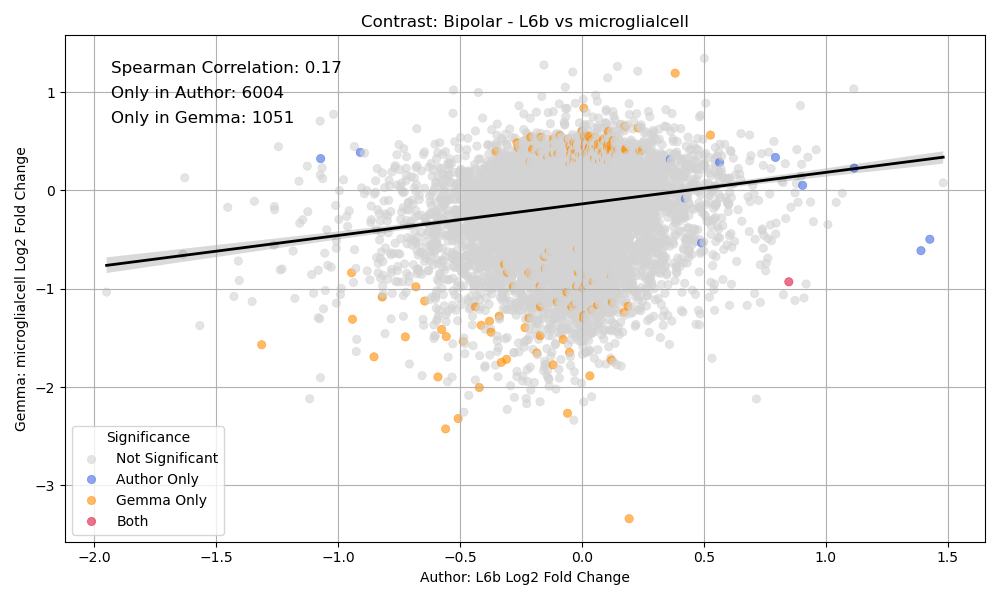 Contrast: Bipolar - L6b vs microglialcell
Spearman Correlation: 0.17
Only in Author: 6004
Only in Gemma: 1051
Gemma: microglialcell Log2 Fold Change
1
0
−1
−2
−3
Significance
Not Significant
Author Only
Gemma Only
Both
−2.0 −1.5 −1.0 −0.5 0.0 0.5 1.0 1.5
Author: L6b Log2 Fold Change